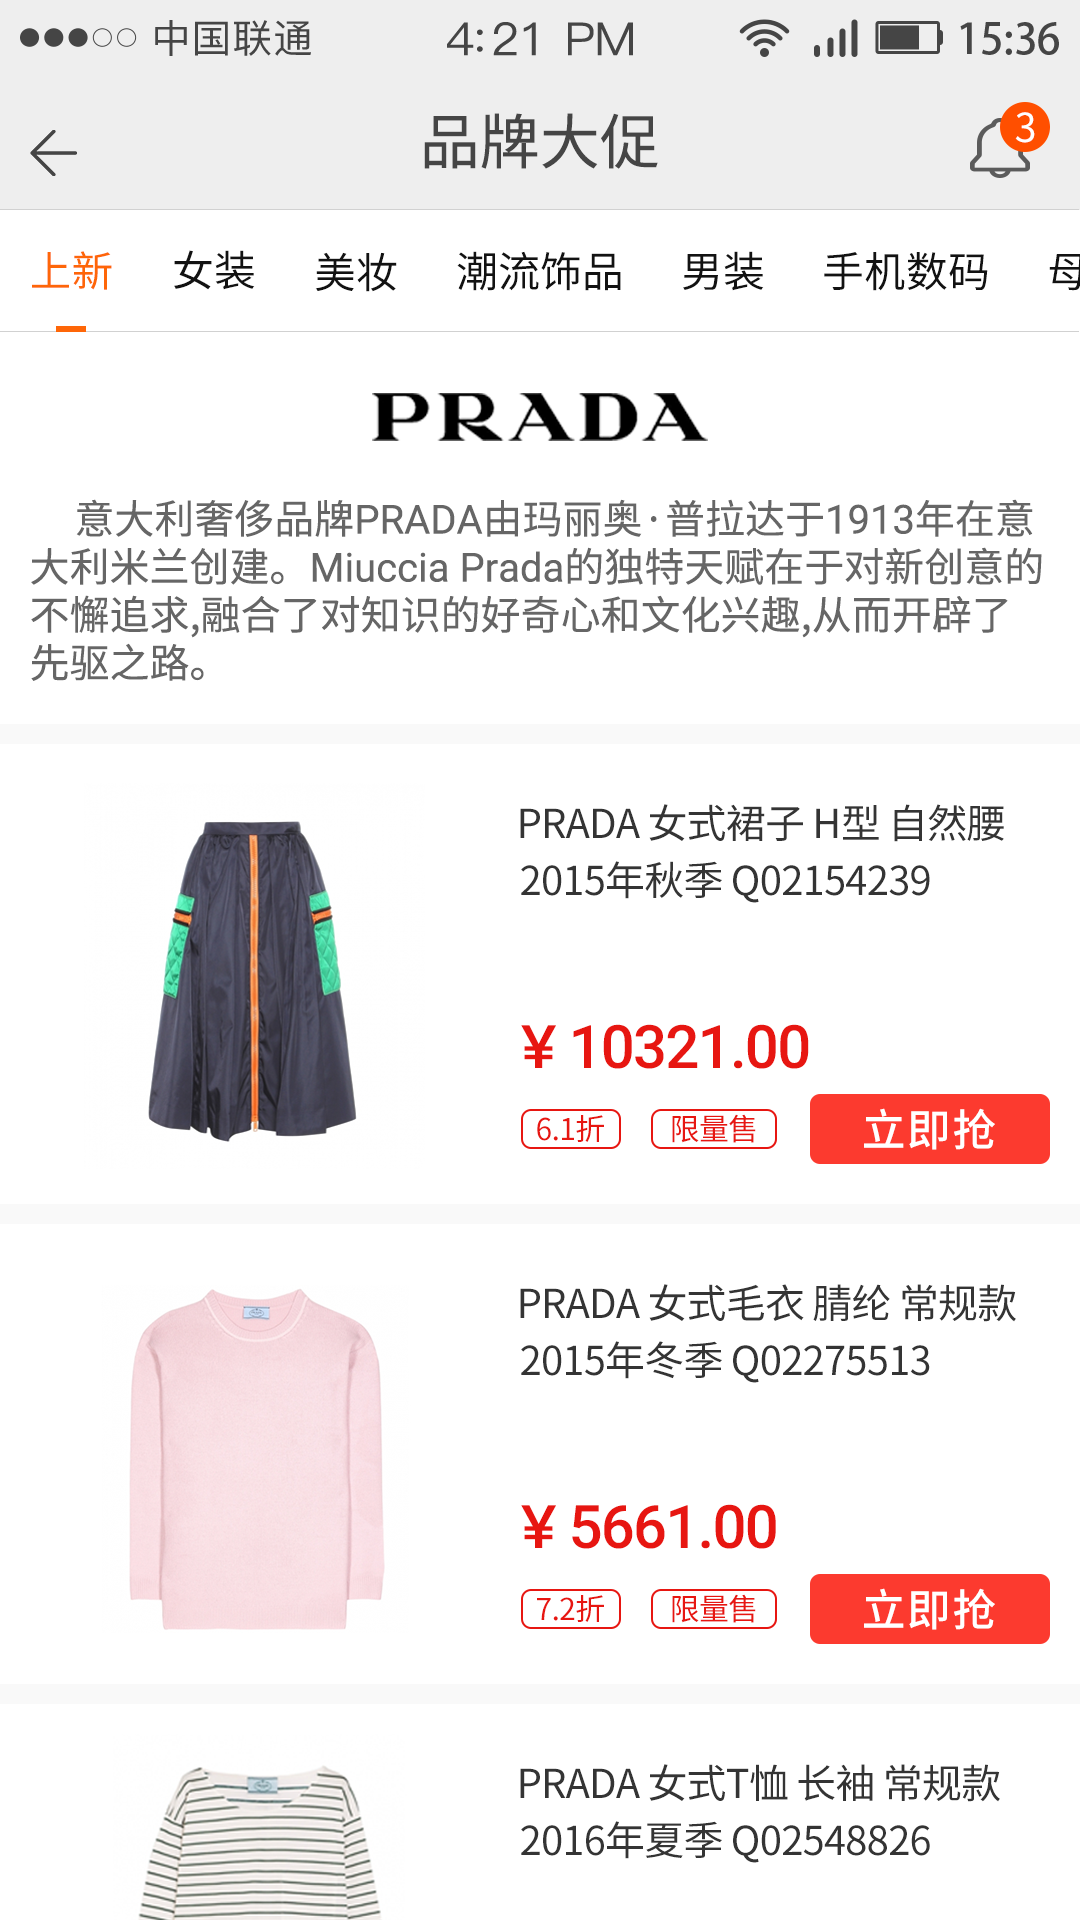 中国联通 4:21 PM 15:36
品牌大促 3
上新 女装 美妆 潮流饰品 男装 手机数码 母
PRADA
意大利奢侈品牌PRADA由玛丽奥·普拉达于1913年在意
大利米兰创建。Miuccia Prada的独特天赋在于对新创意的
不懈追求,融合了对知识的好奇心和文化兴趣,从而开辟了
先驱之路。
PRADA 女式裙子 H型 自然腰
2015年秋季 Q02154239
¥ 10321.00
6.1折 限量售 立即抢
PRADA 女式毛衣 腈纶 常规款
2015年冬季 Q02275513
¥ 5661.00
7.2折 限量售 立即抢
PRADA 女式T恤 长袖 常规款
2016年夏季 Q02548826